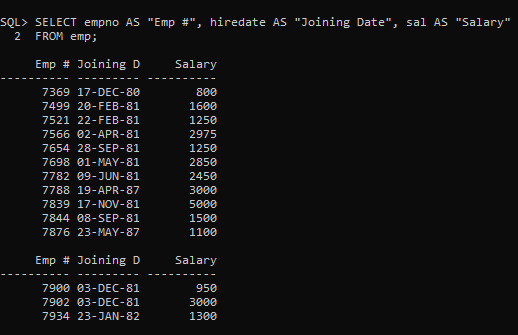 SQL> SELECT empno AS "Emp #", hiredate AS "Joining Date", sal AS "Salary"
  2  FROM emp;

     Emp # Joining D     Salary
---------- --------- ----------
      7369 17-DEC-80        800
      7499 20-FEB-81       1600
      7521 22-FEB-81       1250
      7566 02-APR-81       2975
      7654 28-SEP-81       1250
      7698 01-MAY-81       2850
      7782 09-JUN-81       2450
      7788 19-APR-87       3000
      7839 17-NOV-81       5000
      7844 08-SEP-81       1500
      7876 23-MAY-87       1100

     Emp # Joining D     Salary
---------- --------- ----------
      7900 03-DEC-81        950
      7902 03-DEC-81       3000
      7934 23-JAN-82       1300